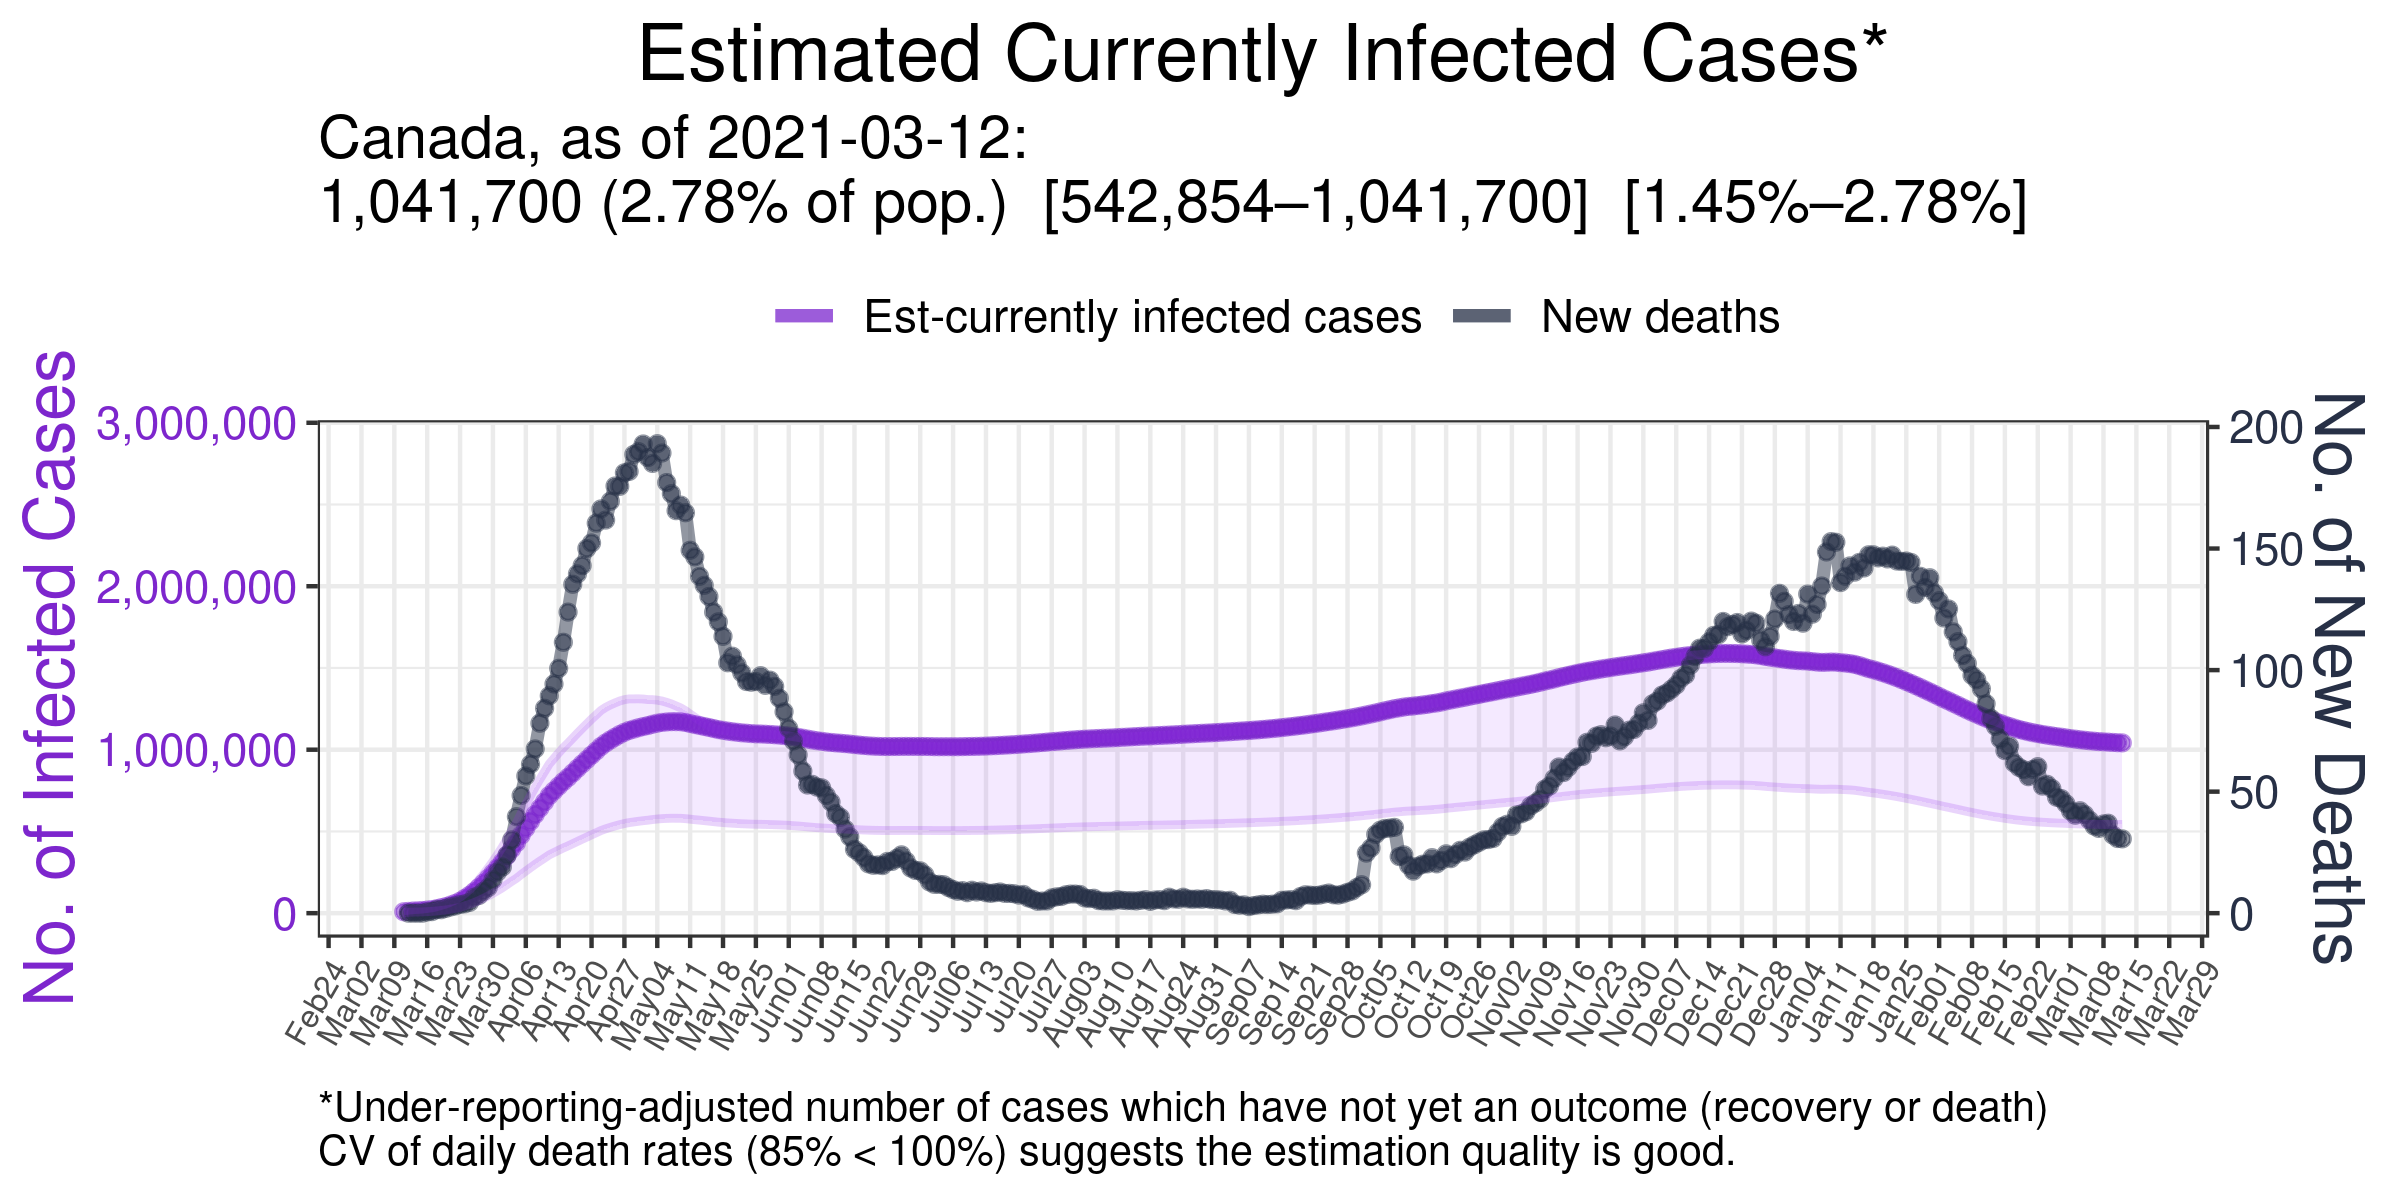 Estimated Currently Infected Cases*
Canada, as of 2021-03-12:
1,041,700 (2.78% of pop.) [542,854–1,041,700] [1.45%–2.78%]
Est-currently infected cases New deaths
No. of Infected Cases
3,000,000
2,000,000
1,000,000
0
200
150
100
50
0
No. of New Deaths
Feb24 Mar02 Mar09 Mar16 Mar23 Mar30 Apr06 Apr13 Apr20 Apr27 May04 May11 May18 May25 Jun01 Jun08 Jun15 Jun22 Jun29 Jul06 Jul13 Jul20 Jul27 Aug03 Aug10 Aug17 Aug24 Aug31 Sep07 Sep14 Sep21 Sep28 Oct05 Oct12 Oct19 Oct26 Nov02 Nov09 Nov16 Nov23 Nov30 Dec07 Dec14 Dec21 Dec28 Jan04 Jan11 Jan18 Jan25 Feb01 Feb08 Feb15 Feb22 Mar01 Mar08 Mar15 Mar22 Mar29
*Under-reporting-adjusted number of cases which have not yet an outcome (recovery or death)
CV of daily death rates (85% < 100%) suggests the estimation quality is good.